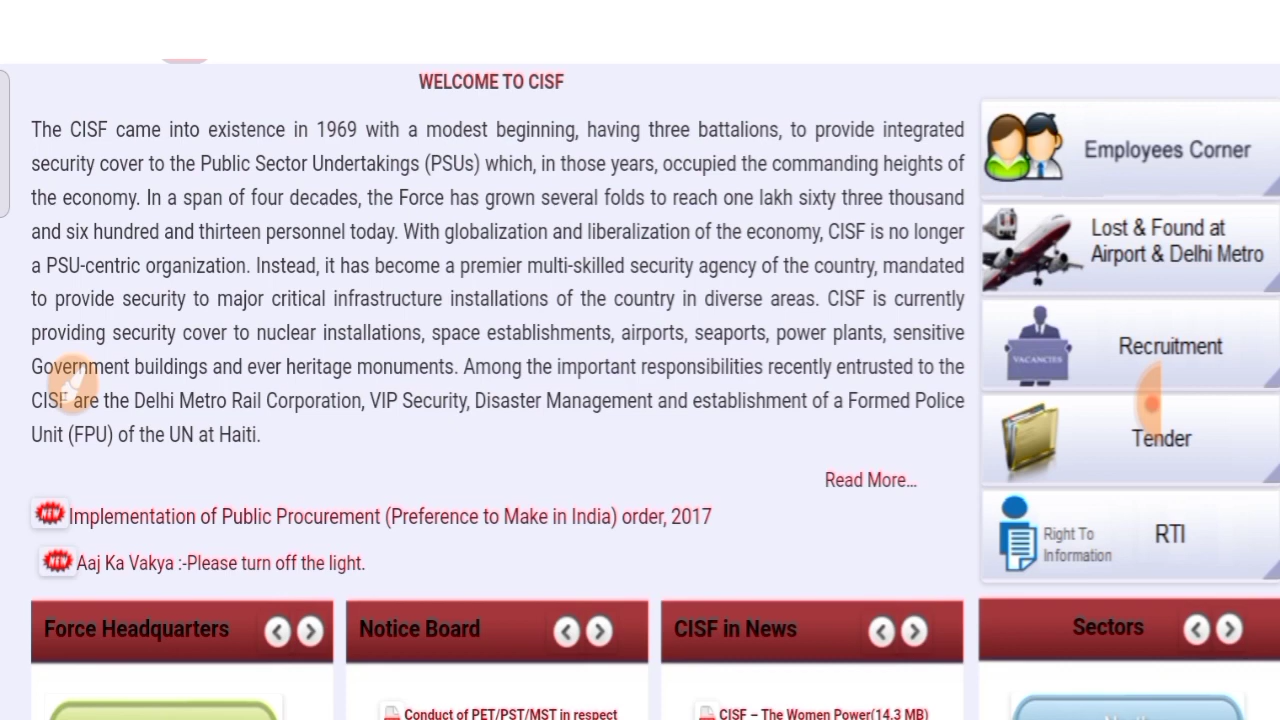 WELCOME TO CISF
The CISF came into existence in 1969 with a modest beginning, having three battalions, to provide integrated
security cover to the Public Sector Undertakings (PSUs) which, in those years, occupied the commanding heights of
the economy. In a span of four decades, the Force has grown several folds to reach one lakh sixty three thousand
and six hundred and thirteen personnel today. With globalization and liberalization of the economy, CISF is no longer
a PSU-centric organization. Instead, it has become a premier multi-skilled security agency of the country, mandated
to provide security to major critical infrastructure installations of the country in diverse areas. CISF is currently
providing security cover to nuclear installations, space establishments, airports, seaports, power plants, sensitive
Government buildings and ever heritage monuments. Among the important responsibilities recently entrusted to the
CISF are the Delhi Metro Rail Corporation, VIP Security, Disaster Management and establishment of a Formed Police
Unit (FPU) of the UN at Haiti.
Read More...
NEW Implementation of Public Procurement (Preference to Make in India) order, 2017
NEW Aaj Ka Vakya :-Please turn off the light.
Employees Corner
Lost & Found at
Airport & Delhi Metro
VACANCIES
Recruitment
Tender
Right To
Information
RTI
Force Headquarters
Notice Board
CISF in News
Sectors
Conduct of PET/PST/MST in respect
CISF – The Women Power(14.3 MB)